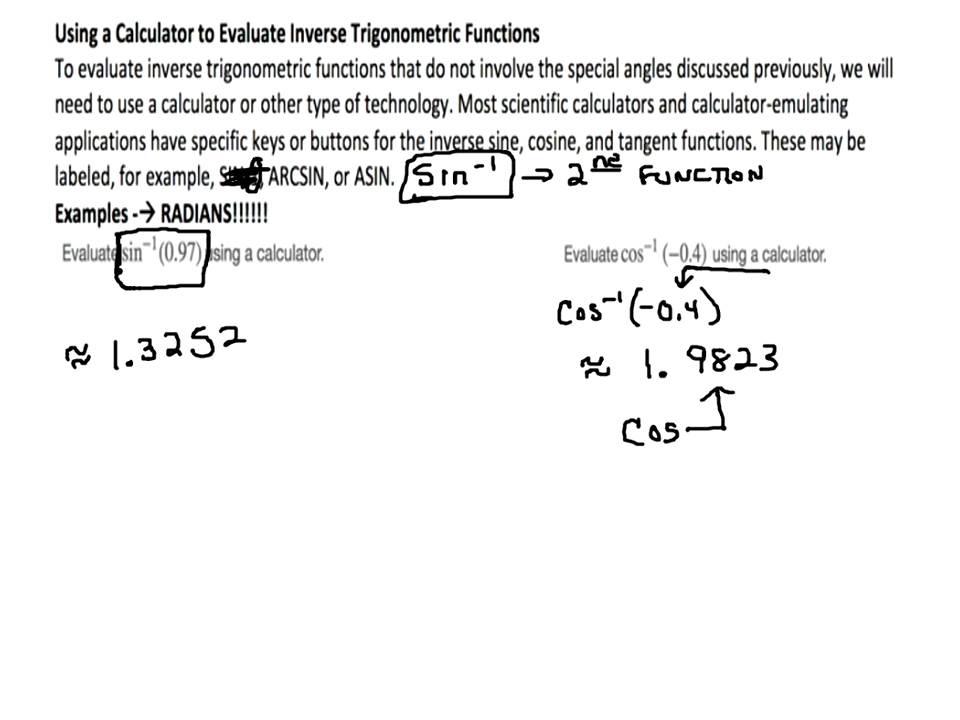 Using a Calculator to Evaluate Inverse Trigonometric Functions
To evaluate inverse trigonometric functions that do not involve the special angles discussed previously, we will
need to use a calculator or other type of technology. Most scientific calculators and calculator-emulating
applications have specific keys or buttons for the inverse sine, cosine, and tangent functions. These may be
labeled, for example, ARCSIN, or ASIN. Sin⁻¹ → 2nd FUNCTION
Examples -→ RADIANS!!!!!!
Evaluate sin⁻¹(0.97) using a calculator.
Evaluate cos⁻¹ (−0.4) using a calculator.
Cos⁻¹(-0.4)
≈ 1.3252
≈ 1.9823
Cos